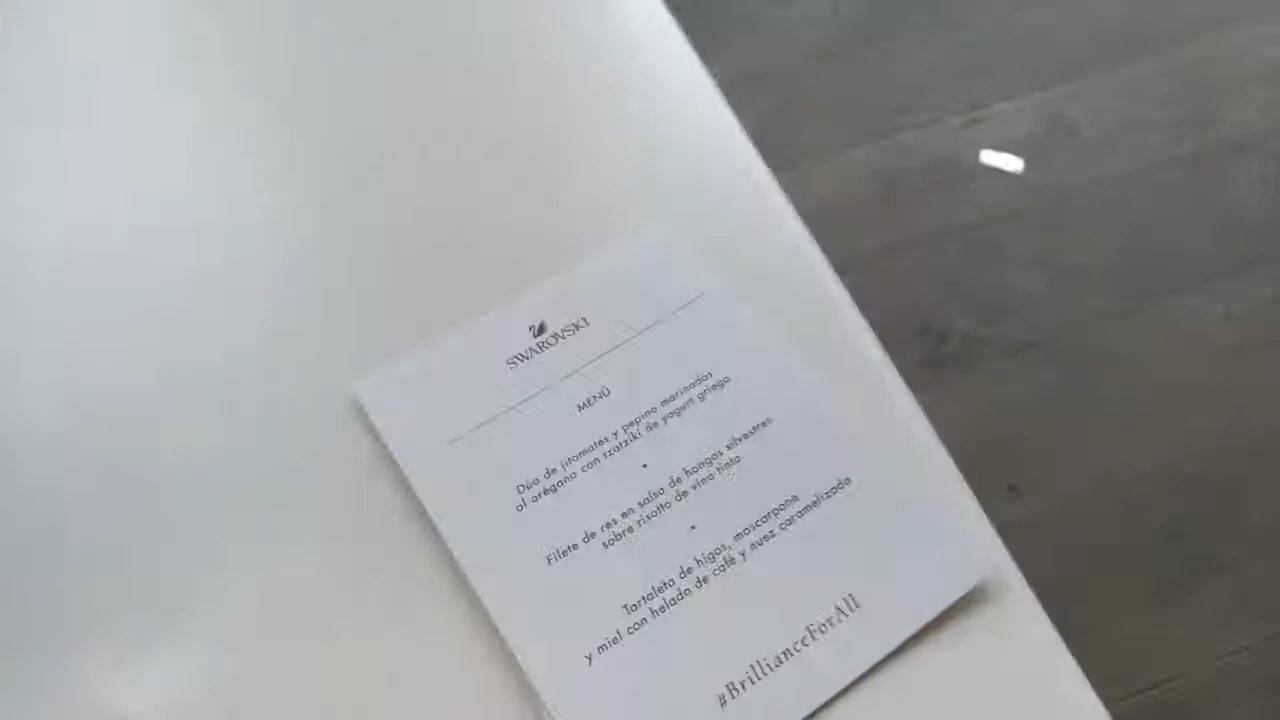 SWAROVSKI
MENÚ
Dúo de jitomates y pepino marinados
al orégano con tzatziki de yogurt griego
•
Filete de res en salsa de hongos silvestres
sobre risotto de vino tinto
•
Tartaleta de higos, mascarpone
y miel con helado de café y nuez caramelizada
#BrillianceForAll